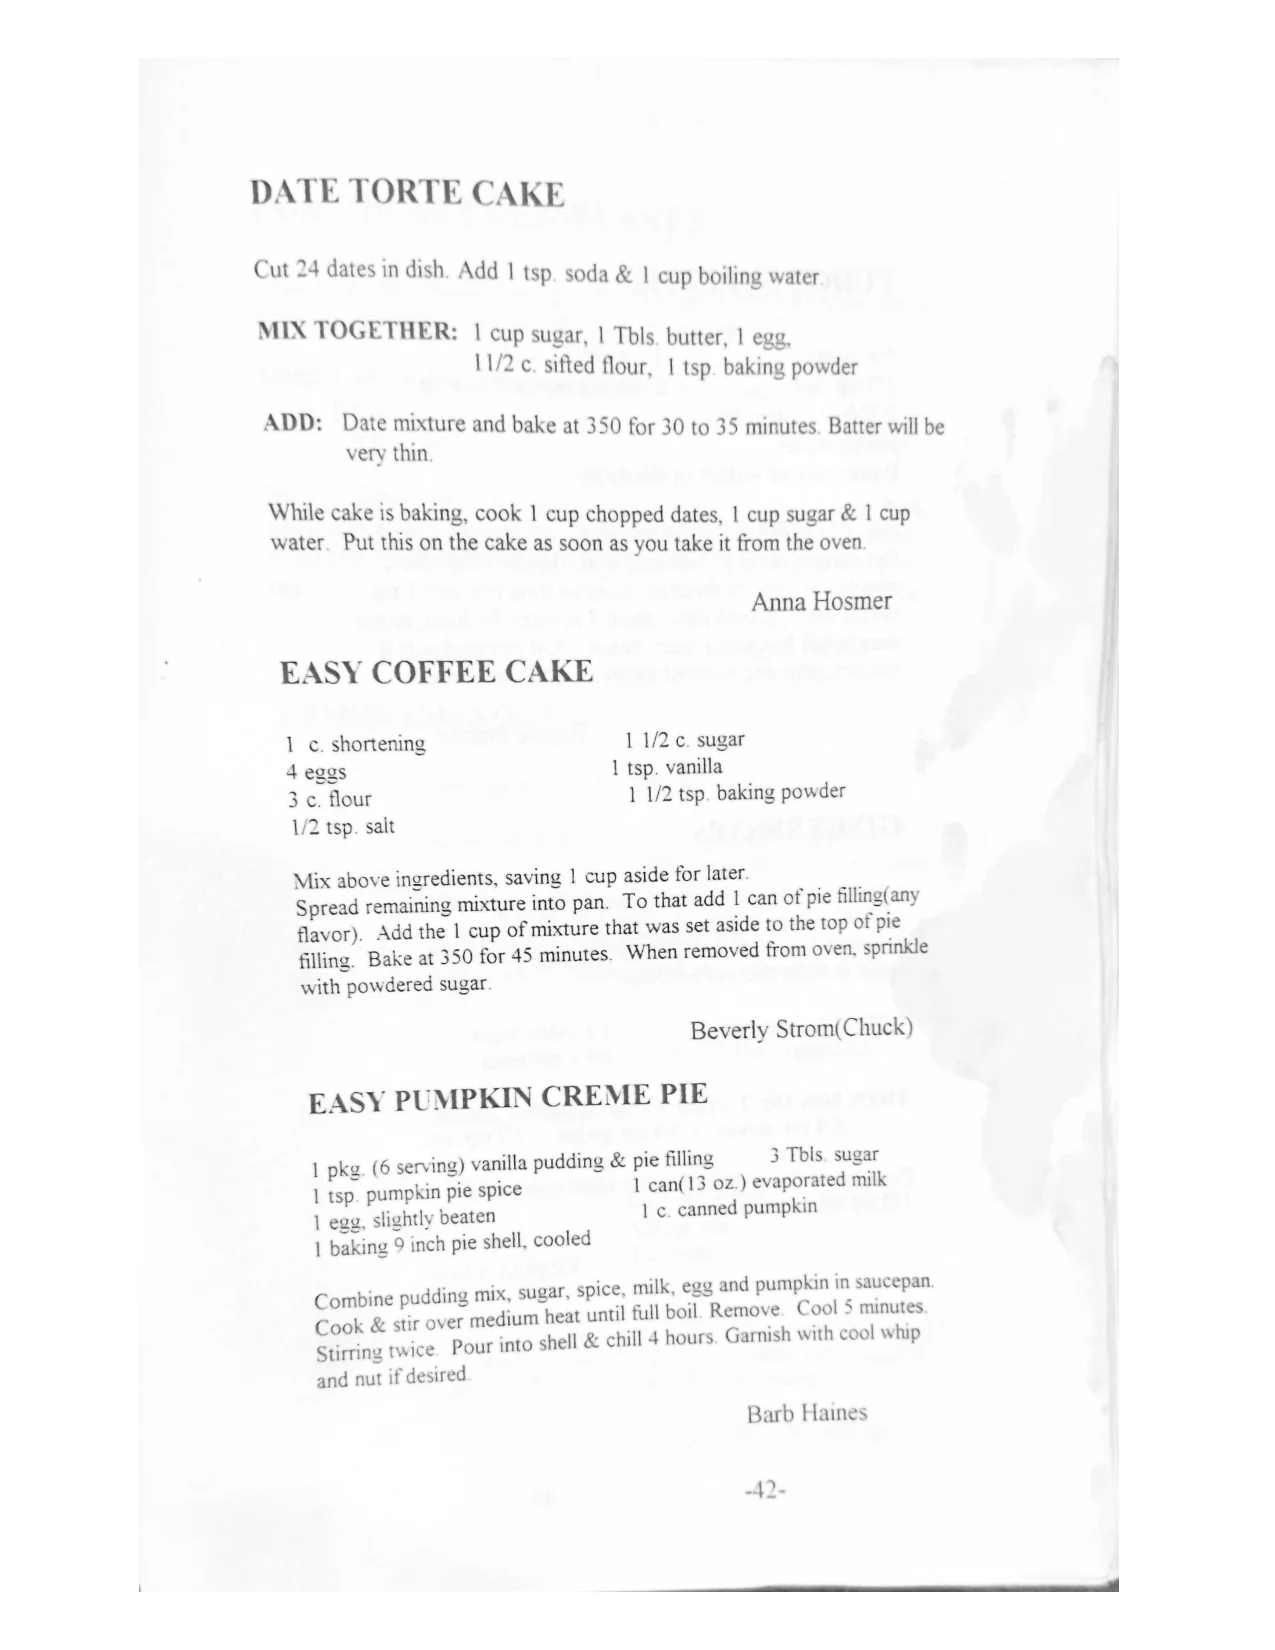 DATE TORTE CAKE
Cut 24 dates in dish. Add 1 tsp. soda & 1 cup boiling water.
MIX TOGETHER: 1 cup sugar, 1 Tbls. butter, 1 egg,
1 1/2 c. sifted flour, 1 tsp. baking powder
ADD: Date mixture and bake at 350 for 30 to 35 minutes. Batter will be
very thin.
While cake is baking, cook 1 cup chopped dates, 1 cup sugar & 1 cup
water. Put this on the cake as soon as you take it from the oven.
Anna Hosmer
EASY COFFEE CAKE
1 c. shortening 1 1/2 c. sugar
4 eggs 1 tsp. vanilla
3 c. flour 1 1/2 tsp. baking powder
1/2 tsp. salt
Mix above ingredients, saving 1 cup aside for later.
Spread remaining mixture into pan. To that add 1 can of pie filling(any
flavor). Add the 1 cup of mixture that was set aside to the top of pie
filling. Bake at 350 for 45 minutes. When removed from oven, sprinkle
with powdered sugar.
Beverly Strom(Chuck)
EASY PUMPKIN CREME PIE
1 pkg. (6 serving) vanilla pudding & pie filling 3 Tbls. sugar
1 tsp. pumpkin pie spice 1 can(13 oz.) evaporated milk
1 egg, slightly beaten 1 c. canned pumpkin
1 baking 9 inch pie shell, cooled
Combine pudding mix, sugar, spice, milk, egg and pumpkin in saucepan.
Cook & stir over medium heat until full boil. Remove. Cool 5 minutes.
Stirring twice. Pour into shell & chill 4 hours. Garnish with cool whip
and nut if desired.
Barb Haines
-42-